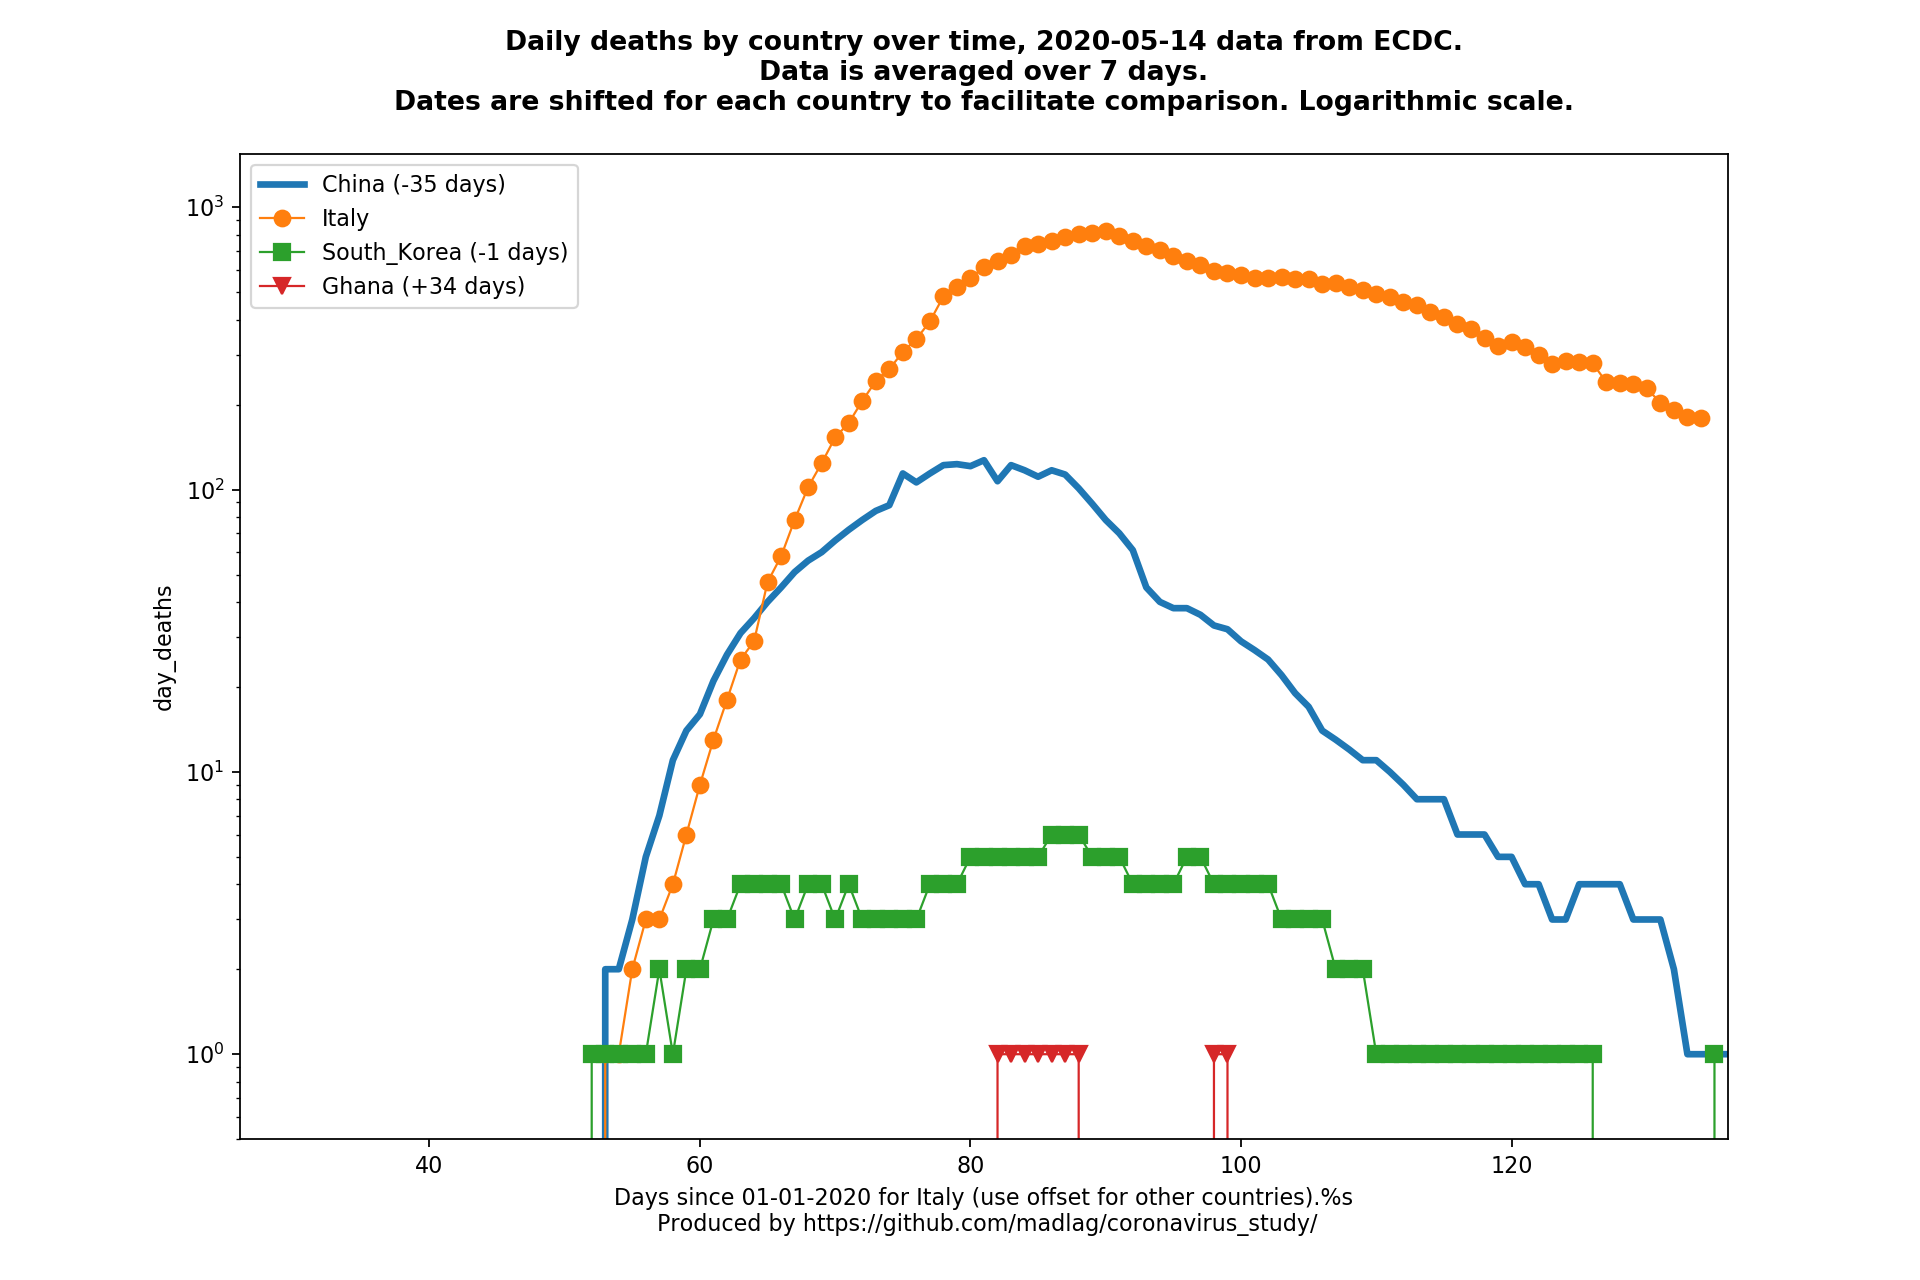 Daily deaths by country over time, 2020-05-14 data from ECDC.
Data is averaged over 7 days.
Dates are shifted for each country to facilitate comparison. Logarithmic scale.
China (-35 days)
Italy
South_Korea (-1 days)
Ghana (+34 days)
10³
10²
10¹
10⁰
day_deaths
40 60 80 100 120
Days since 01-01-2020 for Italy (use offset for other countries).%s
Produced by https://github.com/madlag/coronavirus_study/